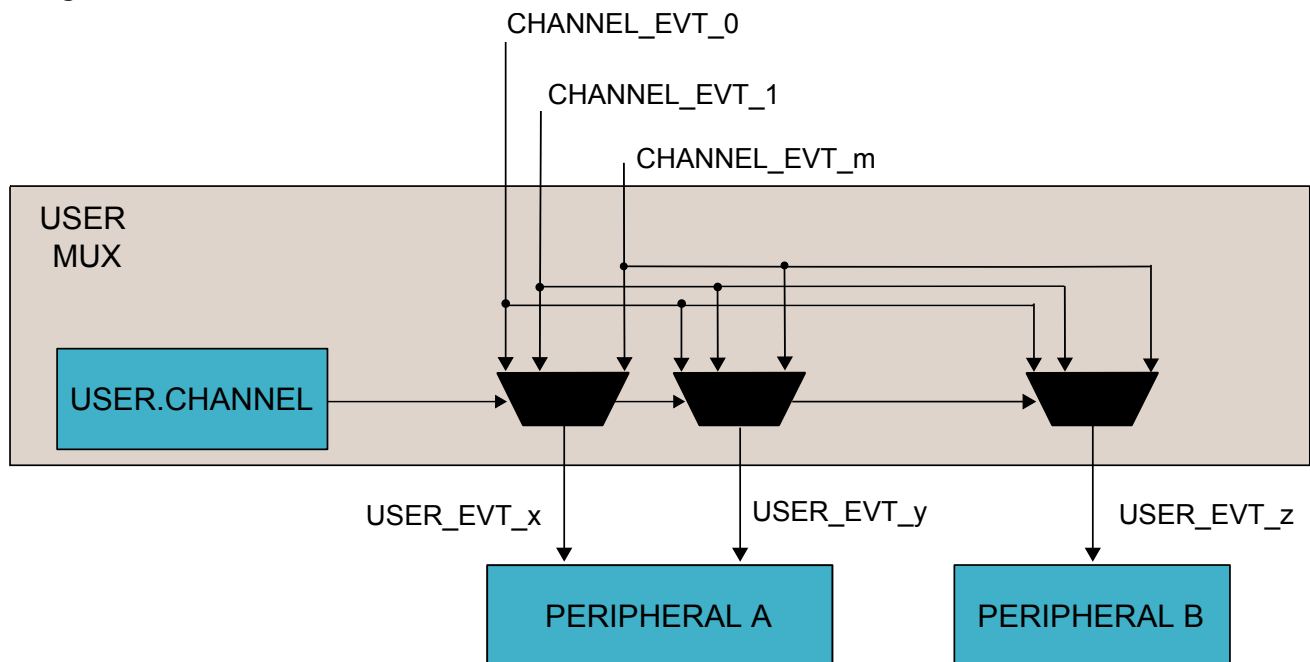 CHANNEL_EVT_0
CHANNEL_EVT_1
CHANNEL_EVT_m
USER
MUX
USER.CHANNEL
USER_EVT_x
USER_EVT_y
USER_EVT_z
PERIPHERAL A
PERIPHERAL B